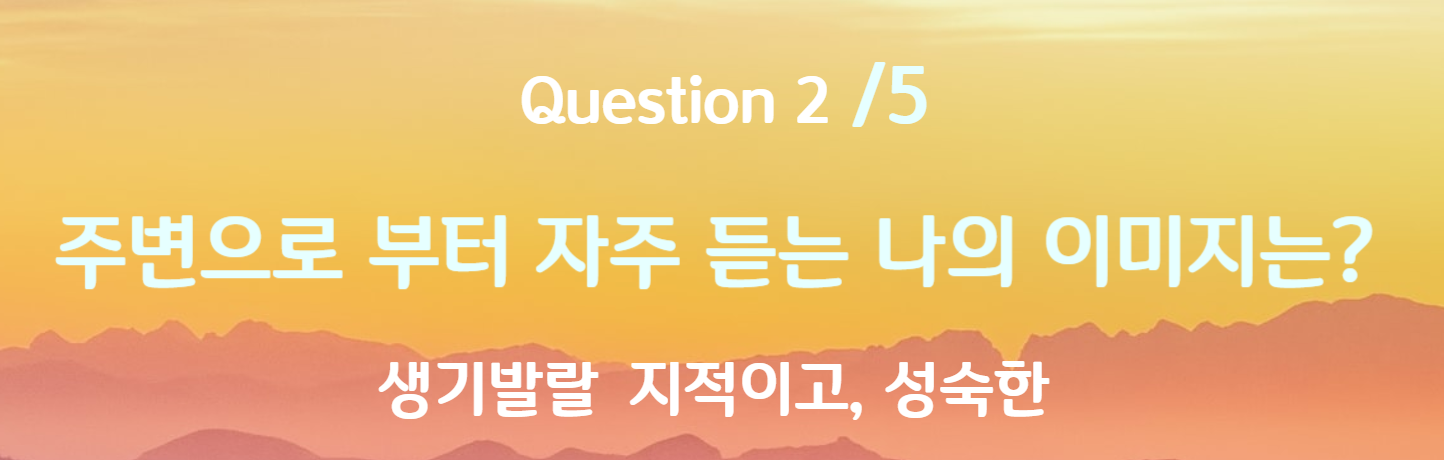 Question 2 /5
주변으로 부터 자주 듣는 나의 이미지는?
생기발랄 지적이고, 성숙한